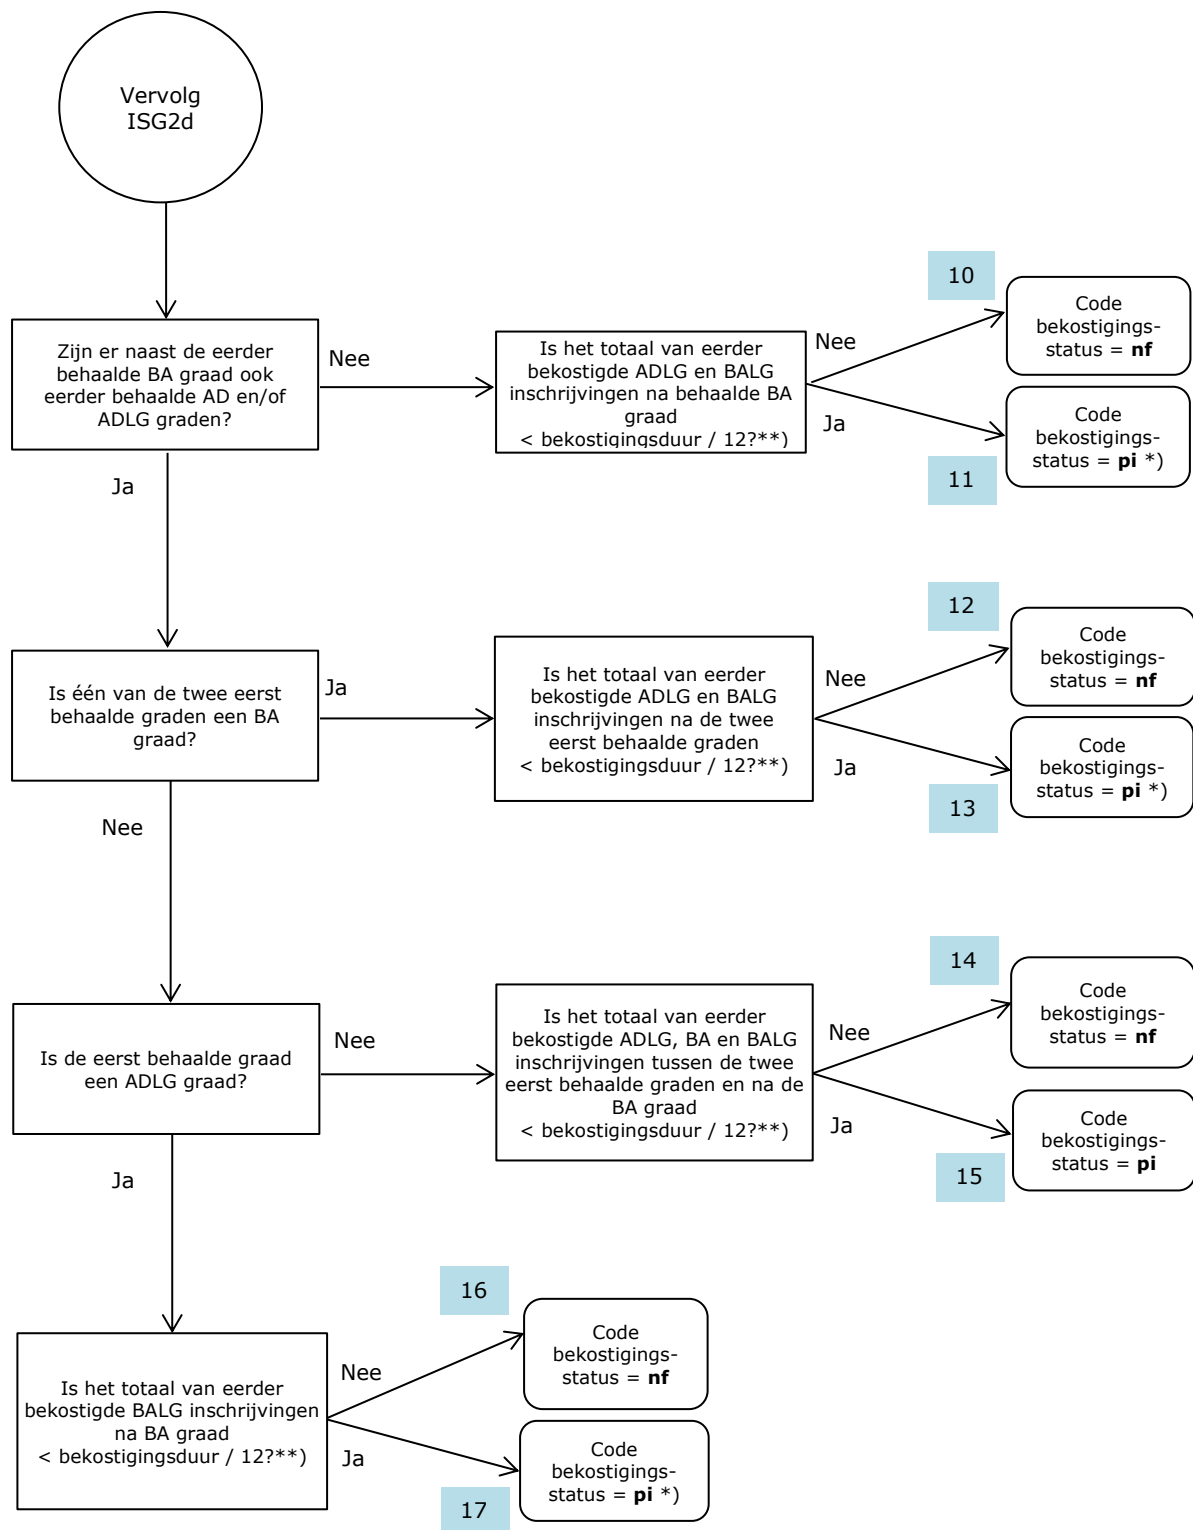 Vervolg
ISG2d
Zijn er naast de eerder
behaalde BA graad ook
eerder behaalde AD en/of
ADLG graden?
Nee
Is het totaal van eerder
bekostigde ADLG en BALG
inschrijvingen na behaalde BA
graad
< bekostigingsduur / 12?**)
Nee
10
Code
bekostigings-
status = nf
Ja
11
Code
bekostigings-
status = pi *)
Ja
Is één van de twee eerst
behaalde graden een BA
graad?
Ja
Is het totaal van eerder
bekostigde ADLG en BALG
inschrijvingen na de twee
eerst behaalde graden
< bekostigingsduur / 12?**)
Nee
12
Code
bekostigings-
status = nf
Ja
13
Code
bekostigings-
status = pi *)
Nee
Is de eerst behaalde graad
een ADLG graad?
Nee
Is het totaal van eerder
bekostigde ADLG, BA en BALG
inschrijvingen tussen de twee
eerst behaalde graden en na de
BA graad
< bekostigingsduur / 12?**)
Nee
14
Code
bekostigings-
status = nf
Ja
15
Code
bekostigings-
status = pi
Ja
Is het totaal van eerder
bekostigde BALG inschrijvingen
na BA graad
< bekostigingsduur / 12?**)
Nee
16
Code
bekostigings-
status = nf
Ja
17
Code
bekostigings-
status = pi *)